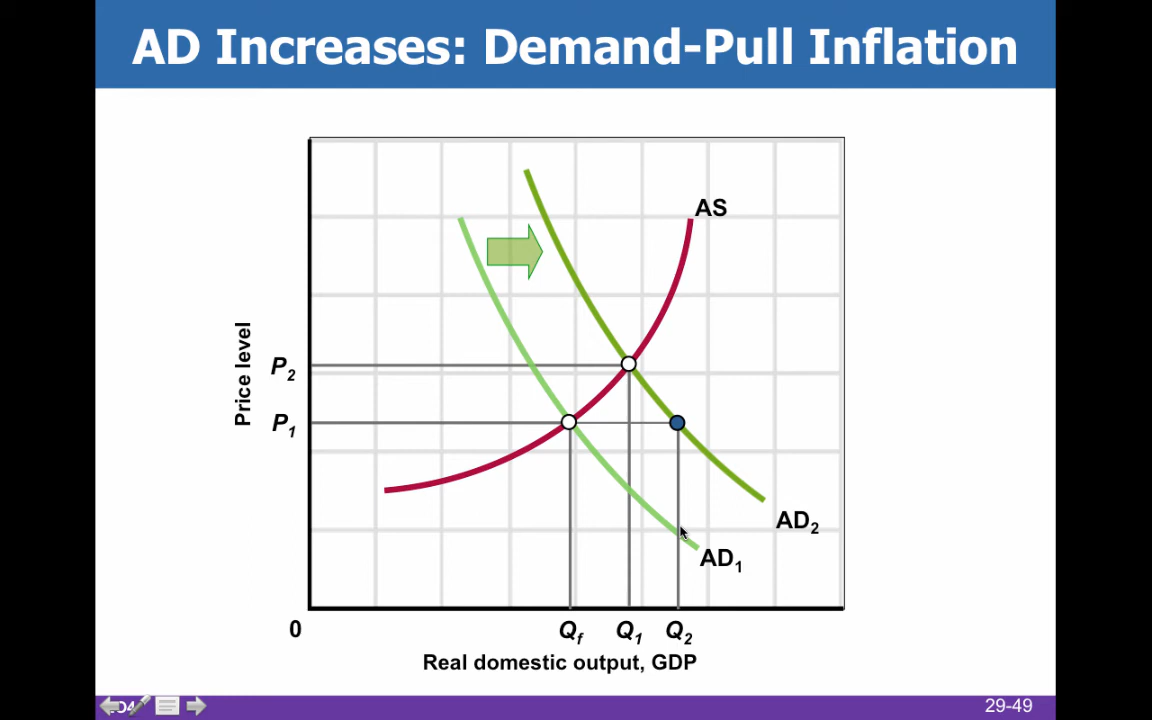 AD Increases: Demand-Pull Inflation
AS
Price level
P2
P1
AD2
AD1
0
Qf
Q1
Q2
Real domestic output, GDP
29-49